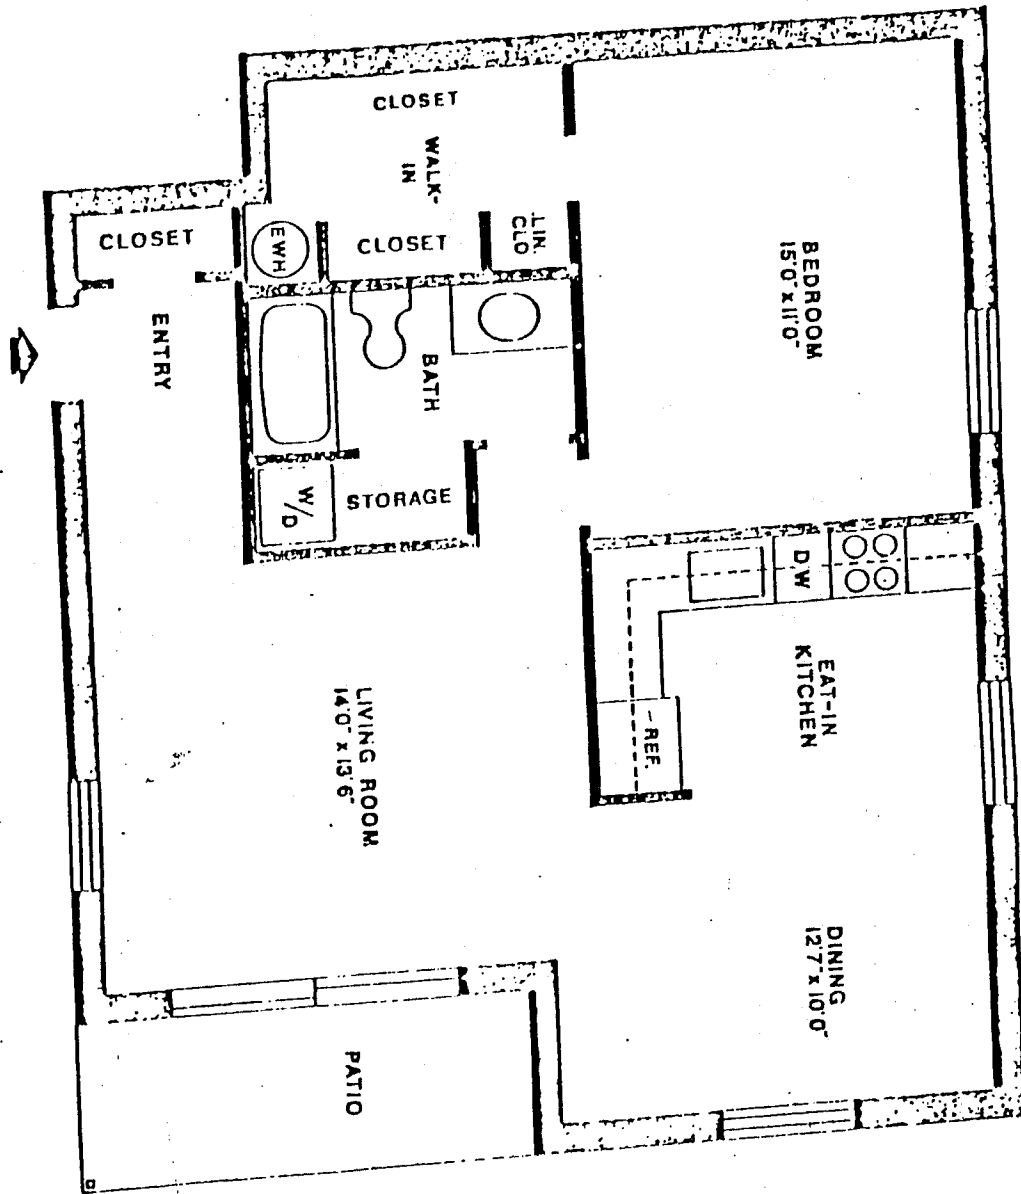 CLOSET
WALK-
IN
CLOSET
LIN.
CLO
CLOSET
EWH
ENTRY
BATH
BEDROOM
15'0" x 11'0"
W/D
STORAGE
DW
EAT-IN
KITCHEN
REF.
LIVING ROOM
14'0" x 13'6"
DINING
12'7" x 10'0"
PATIO